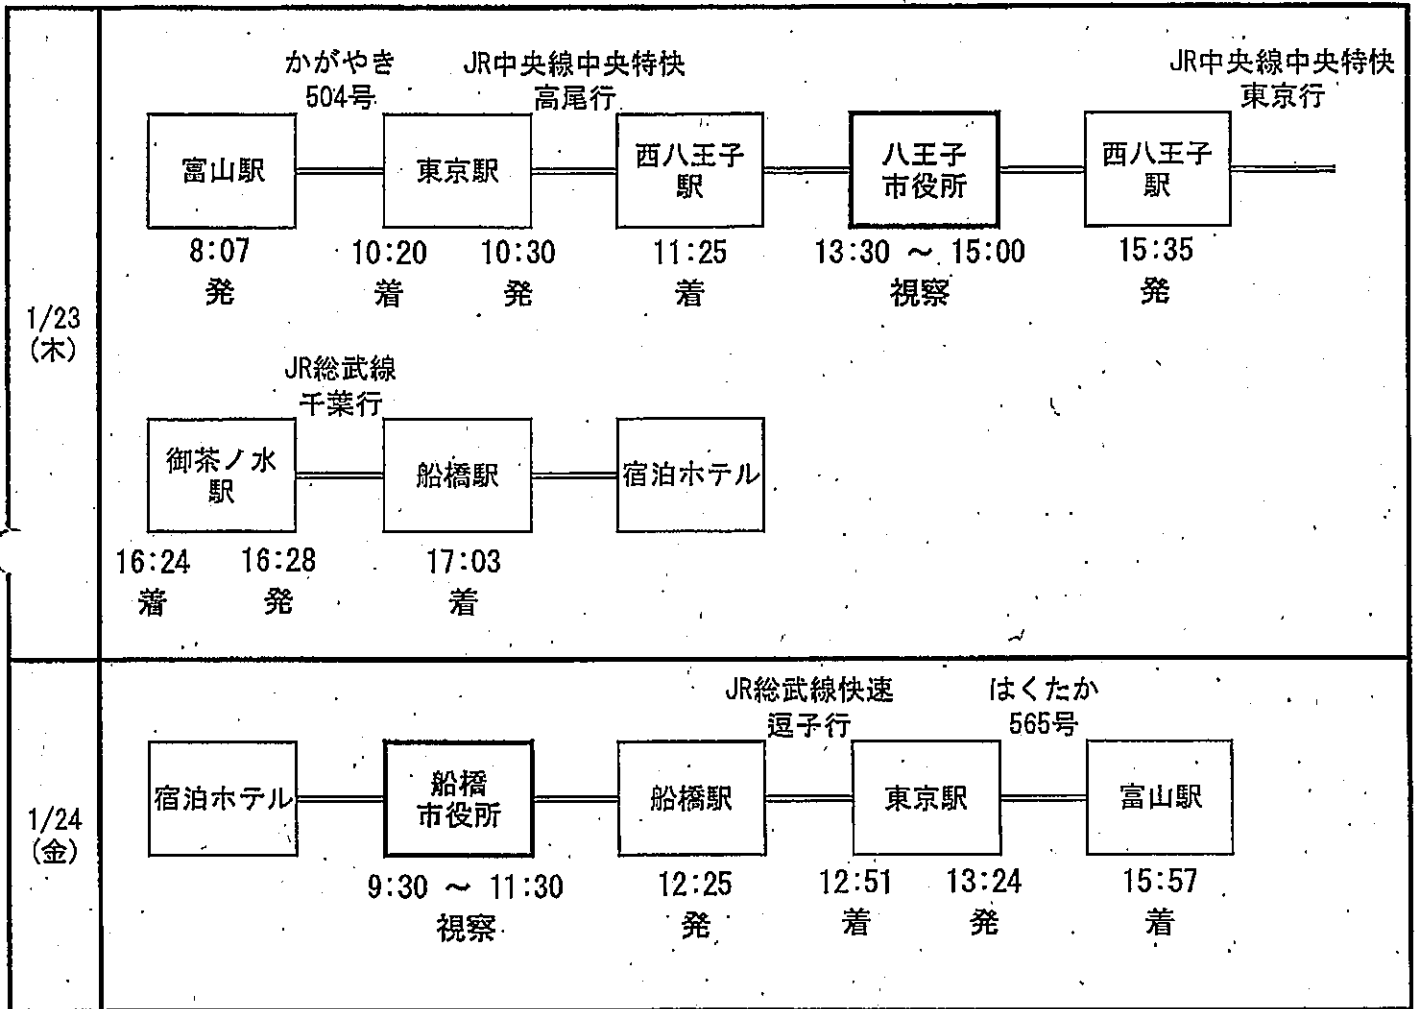 1/23
(木)
かがやき
504号
JR中央線中央特快
高尾行
JR中央線中央特快
東京行
富山駅
東京駅
西八王子
駅
八王子
市役所
西八王子
駅
8:07
発
10:20
着
10:30
発
11:25
着
13:30 ～ 15:00
視察
15:35
発
JR総武線
千葉行
御茶ノ水
駅
船橋駅
宿泊ホテル
16:24
着
16:28
発
17:03
着
1/24
(金)
JR総武線快速
逗子行
はくたか
565号
宿泊ホテル
船橋
市役所
船橋駅
東京駅
富山駅
9:30 ～ 11:30
視察
12:25
発
12:51
着
13:24
発
15:57
着